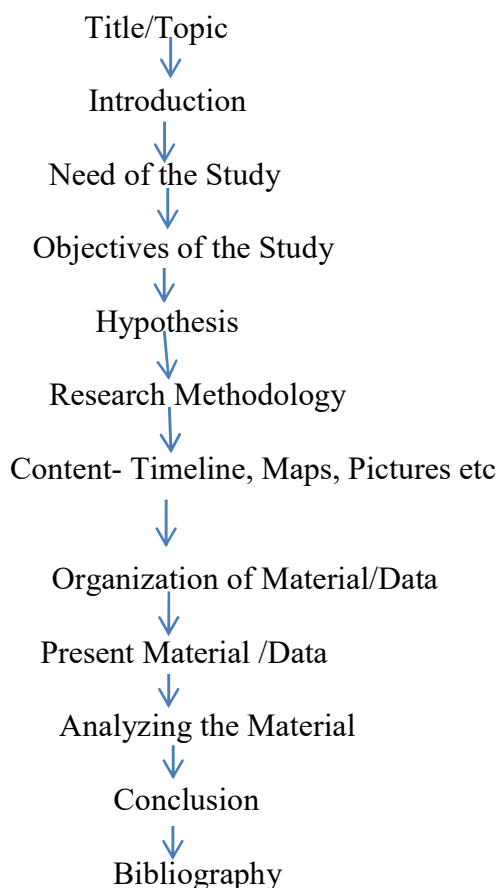 Title/Topic
Introduction
Need of the Study
Objectives of the Study
Hypothesis
Research Methodology
Content- Timeline, Maps, Pictures etc
Organization of Material/Data
Present Material /Data
Analyzing the Material
Conclusion
Bibliography